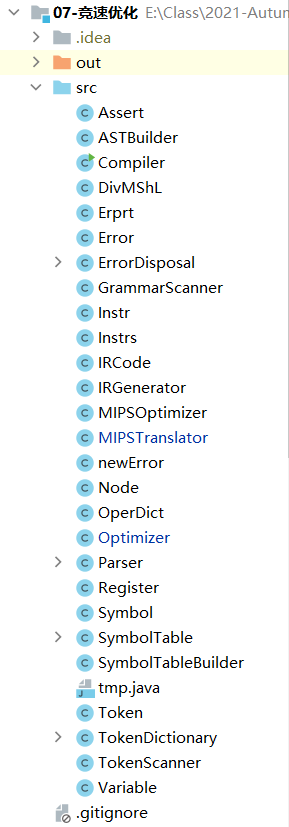 07-竞速优化 E:\Class\2021-Autum
.idea
out
src
Assert
ASTBuilder
Compiler
DivMShL
Erprt
Error
ErrorDisposal
GrammarScanner
Instr
Instrs
IRCode
IRGenerator
MIPSOptimizer
MIPSTranslator
newError
Node
OperDict
Optimizer
Parser
Register
Symbol
SymbolTable
SymbolTableBuilder
tmp.java
Token
TokenDictionary
TokenScanner
Variable
.gitignore